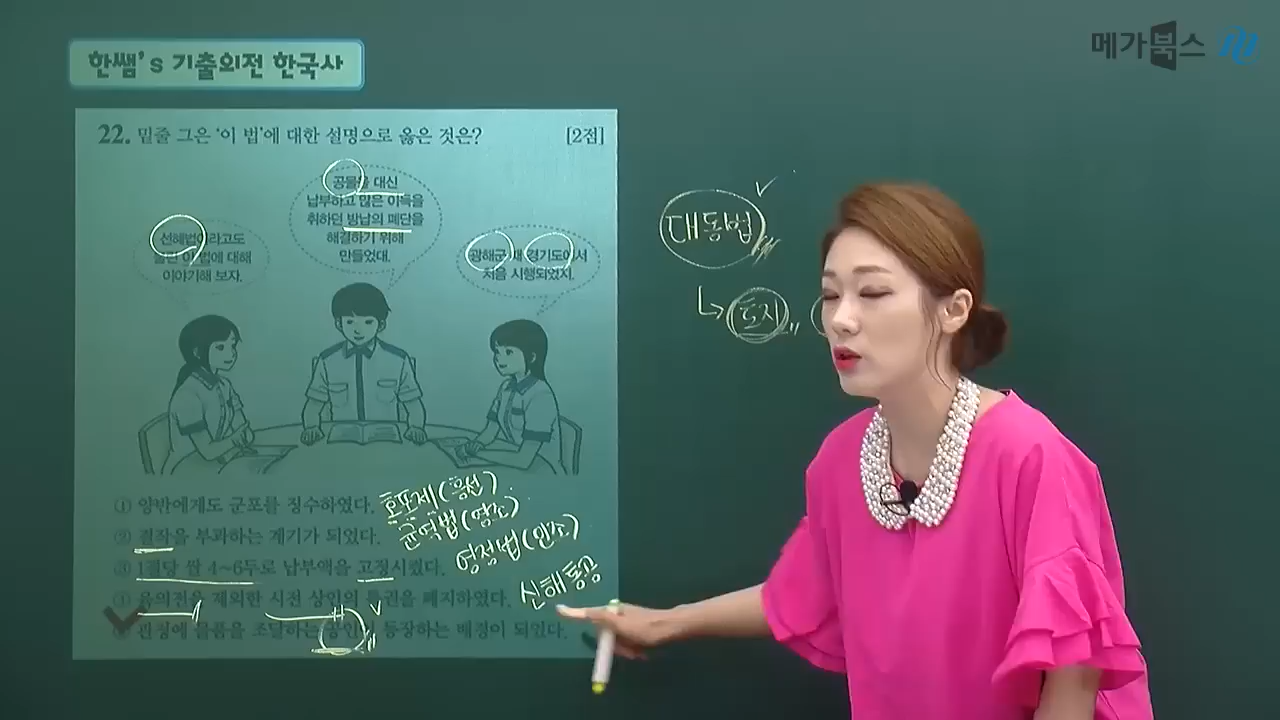 메가북스
한쌤's 기출외전 한국사
22. 밑줄 그은 '이 법'에 대한 설명으로 옳은 것은? [2점]
공물을 대신
납부하고 많은 이득을
취하던 방납의 폐단을
해결하기 위해
만들었대.
선혜법이라고도
이 법에 대해
이야기해 보자.
광해군 때 경기도에서
처음 시행되었지.
① 양반에게도 군포를 징수하였다.
② 결작을 부과하는 계기가 되었다.
③ 1결당 쌀 4~6두로 납부액을 고정시켰다.
④ 육의전을 제외한 시전 상인의 특권을 폐지하였다.
⑤ 관청에 물품을 조달하는 공인이 등장하는 배경이 되었다.
호포제(흥선)
균역법(영조)
영정법(인조)
신해통공
대동법
토지